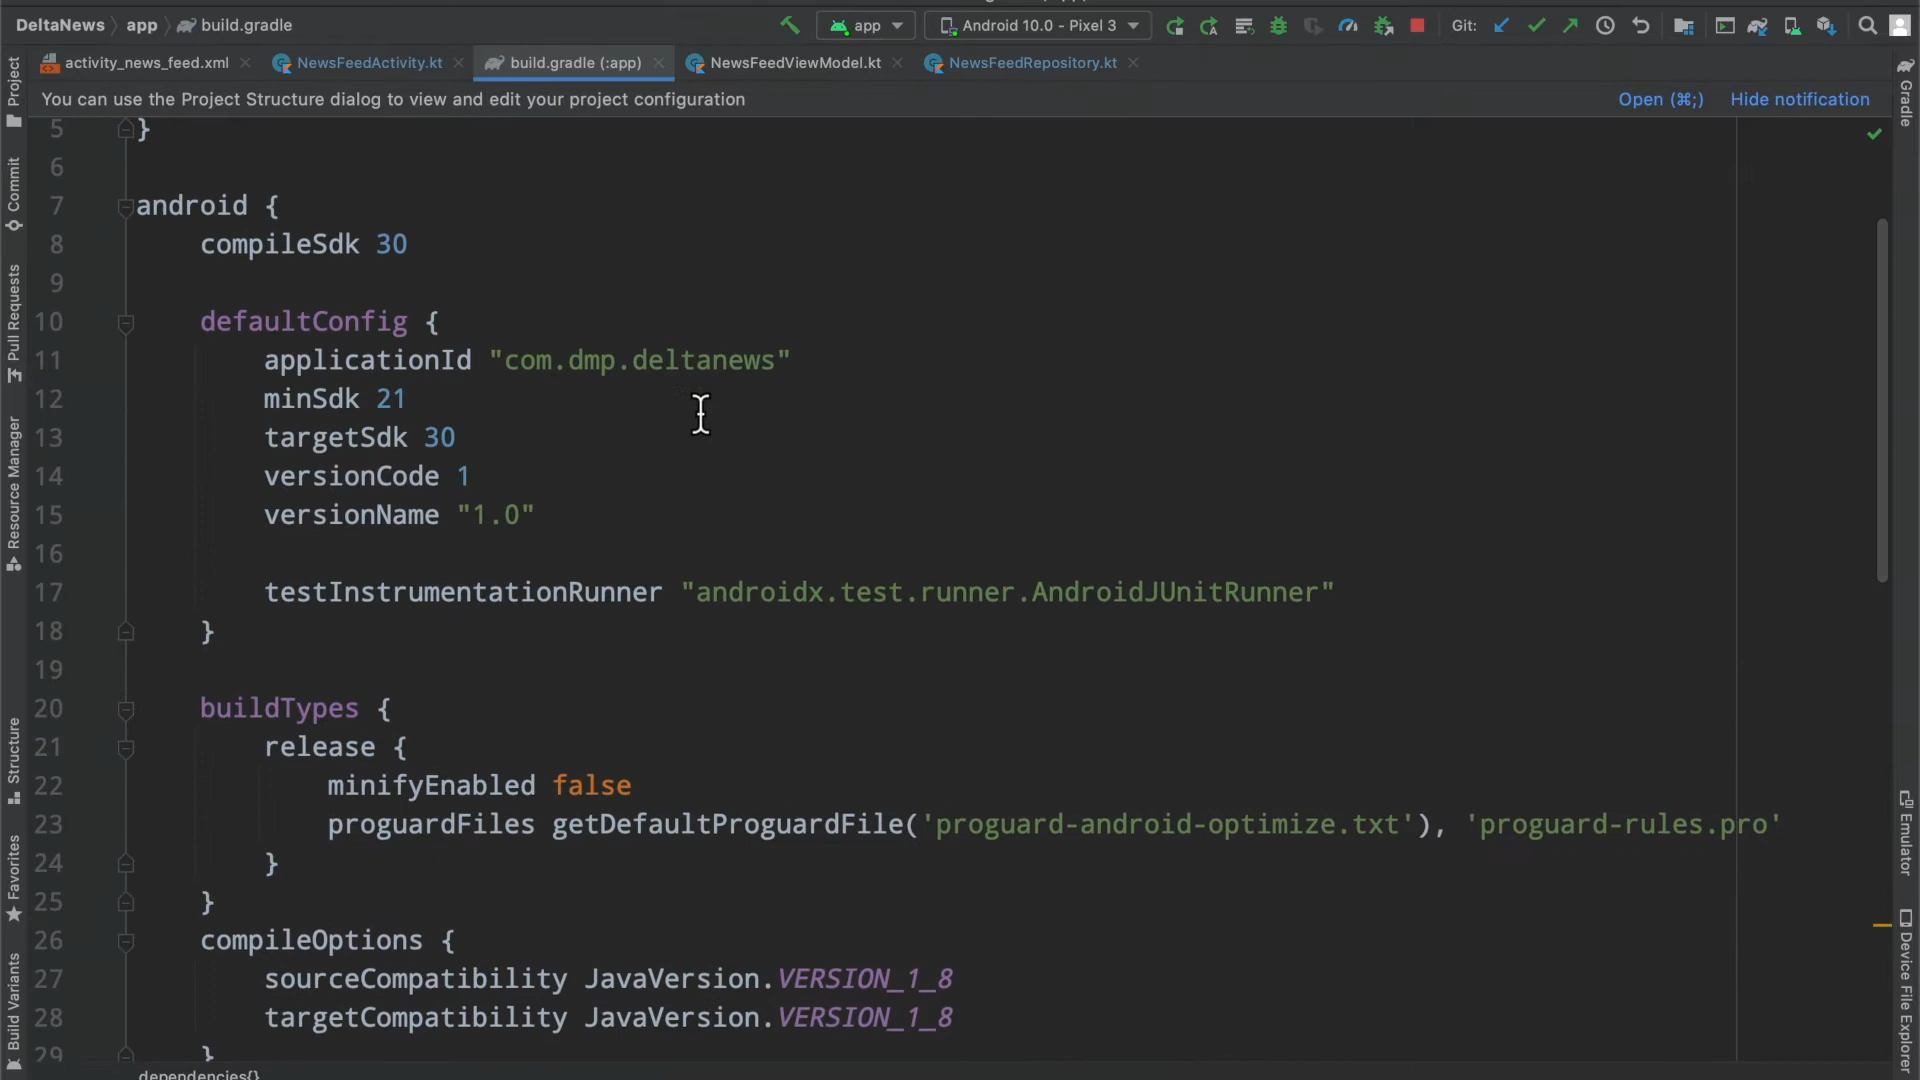 DeltaNews app build.gradle app Android 10.0 - Pixel 3 Git:
activity_news_feed.xml NewsFeedActivity.kt build.gradle (:app) NewsFeedViewModel.kt NewsFeedRepository.kt
You can use the Project Structure dialog to view and edit your project configuration Open (⌘;) Hide notification
5 }
6
7 android {
8 compileSdk 30
9
10 defaultConfig {
11 applicationId "com.dmp.deltanews"
12 minSdk 21
13 targetSdk 30
14 versionCode 1
15 versionName "1.0"
16
17 testInstrumentationRunner "androidx.test.runner.AndroidJUnitRunner"
18 }
19
20 buildTypes {
21 release {
22 minifyEnabled false
23 proguardFiles getDefaultProguardFile('proguard-android-optimize.txt'), 'proguard-rules.pro'
24 }
25 }
26 compileOptions {
27 sourceCompatibility JavaVersion.VERSION_1_8
28 targetCompatibility JavaVersion.VERSION_1_8
29 }
dependencies{}
Project
Commit
Pull Requests
Resource Manager
Structure
Favorites
Build Variants
Gradle
Emulator
Device File Explorer